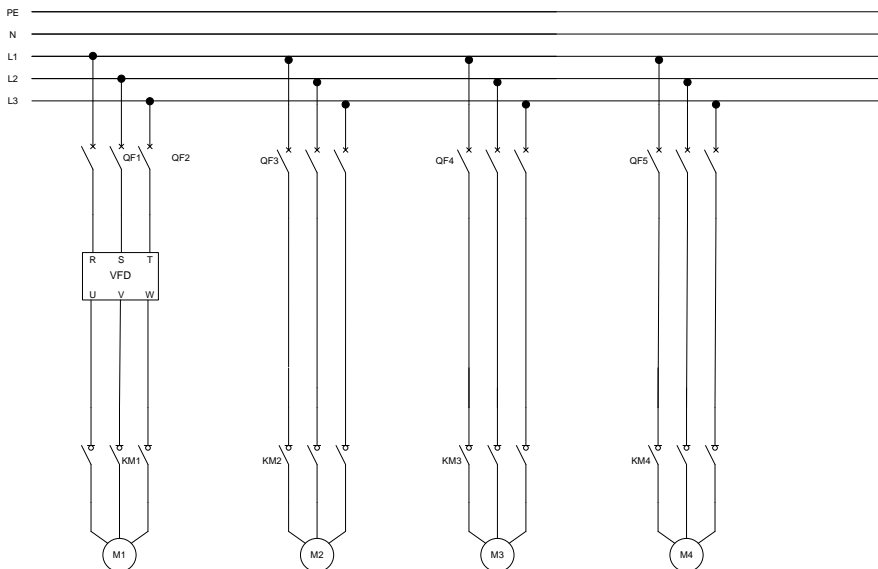 PE
N
L1
L2
L3
QF1 QF2 QF3 QF4 QF5
R S T
VFD
U V W
KM1 KM2 KM3 KM4
M1 M2 M3 M4